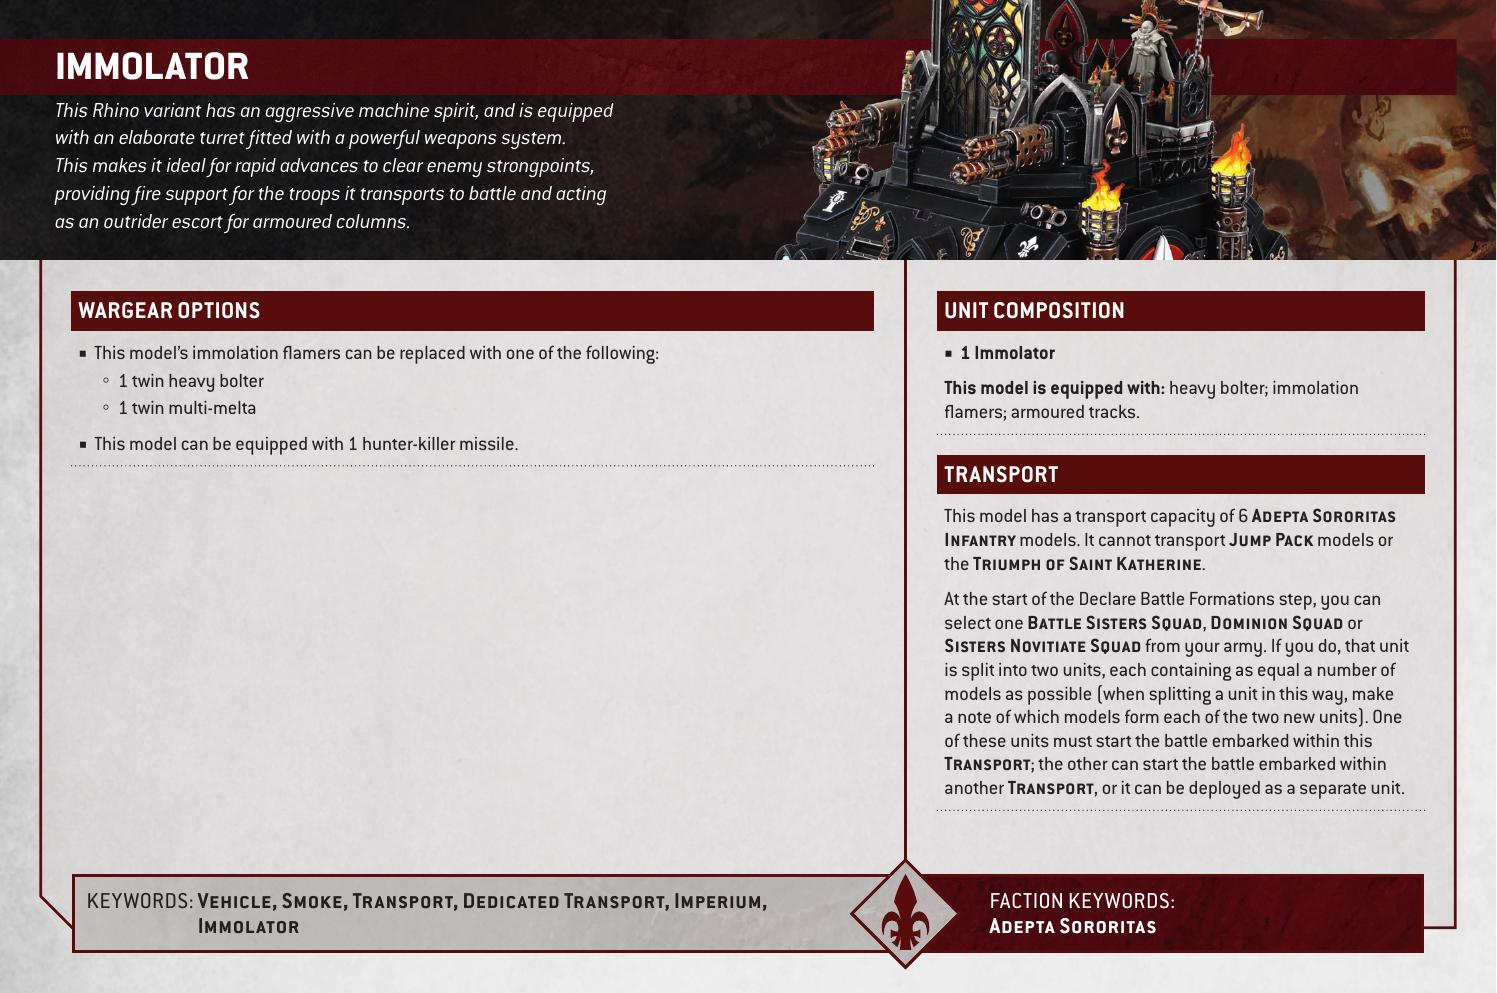 IMMOLATOR
This Rhino variant has an aggressive machine spirit, and is equipped
with an elaborate turret fitted with a powerful weapons system.
This makes it ideal for rapid advances to clear enemy strongpoints,
providing fire support for the troops it transports to battle and acting
as an outrider escort for armoured columns.
WARGEAR OPTIONS
■ This model's immolation flamers can be replaced with one of the following:
◦ 1 twin heavy bolter
◦ 1 twin multi-melta
■ This model can be equipped with 1 hunter-killer missile.
UNIT COMPOSITION
■ 1 Immolator
This model is equipped with: heavy bolter; immolation
flamers; armoured tracks.
TRANSPORT
This model has a transport capacity of 6 Adepta Sororitas
Infantry models. It cannot transport Jump Pack models or
the Triumph of Saint Katherine.
At the start of the Declare Battle Formations step, you can
select one Battle Sisters Squad, Dominion Squad or
Sisters Novitiate Squad from your army. If you do, that unit
is split into two units, each containing as equal a number of
models as possible (when splitting a unit in this way, make
a note of which models form each of the two new units). One
of these units must start the battle embarked within this
Transport; the other can start the battle embarked within
another Transport, or it can be deployed as a separate unit.
KEYWORDS: Vehicle, Smoke, Transport, Dedicated Transport, Imperium,
Immolator
FACTION KEYWORDS:
Adepta Sororitas